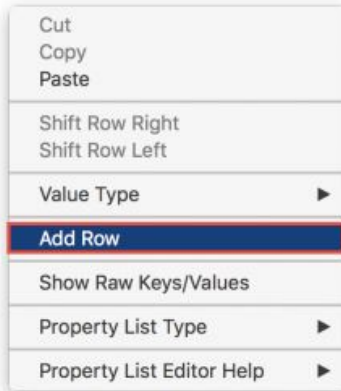 Cut
Copy
Paste
Shift Row Right
Shift Row Left
Value Type
Add Row
Show Raw Keys/Values
Property List Type
Property List Editor Help